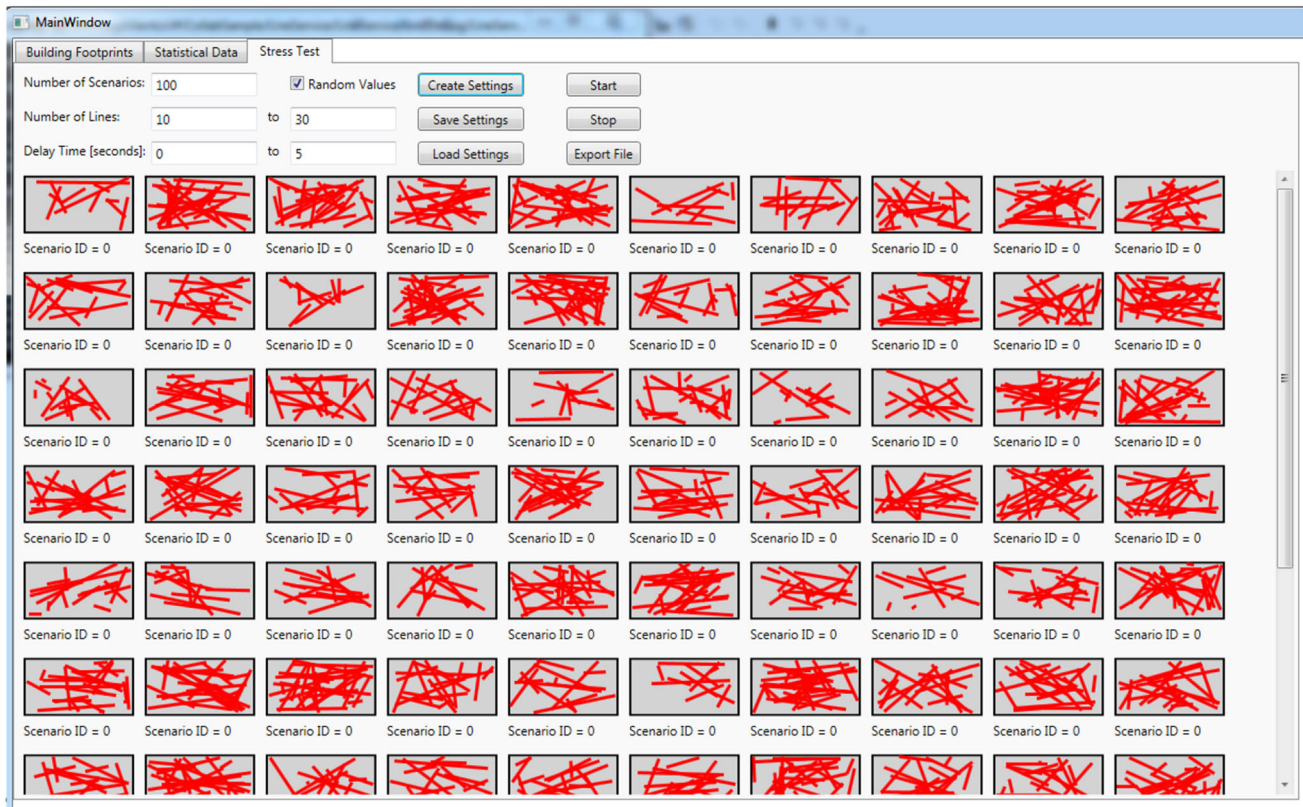 MainWindow
Building Footprints Statistical Data Stress Test
Number of Scenarios: 100 Random Values Create Settings Start
Number of Lines: 10 to 30 Save Settings Stop
Delay Time [seconds]: 0 to 5 Load Settings Export File
Scenario ID = 0 Scenario ID = 0 Scenario ID = 0 Scenario ID = 0 Scenario ID = 0 Scenario ID = 0 Scenario ID = 0 Scenario ID = 0 Scenario ID = 0 Scenario ID = 0
Scenario ID = 0 Scenario ID = 0 Scenario ID = 0 Scenario ID = 0 Scenario ID = 0 Scenario ID = 0 Scenario ID = 0 Scenario ID = 0 Scenario ID = 0 Scenario ID = 0
Scenario ID = 0 Scenario ID = 0 Scenario ID = 0 Scenario ID = 0 Scenario ID = 0 Scenario ID = 0 Scenario ID = 0 Scenario ID = 0 Scenario ID = 0 Scenario ID = 0
Scenario ID = 0 Scenario ID = 0 Scenario ID = 0 Scenario ID = 0 Scenario ID = 0 Scenario ID = 0 Scenario ID = 0 Scenario ID = 0 Scenario ID = 0 Scenario ID = 0
Scenario ID = 0 Scenario ID = 0 Scenario ID = 0 Scenario ID = 0 Scenario ID = 0 Scenario ID = 0 Scenario ID = 0 Scenario ID = 0 Scenario ID = 0 Scenario ID = 0
Scenario ID = 0 Scenario ID = 0 Scenario ID = 0 Scenario ID = 0 Scenario ID = 0 Scenario ID = 0 Scenario ID = 0 Scenario ID = 0 Scenario ID = 0 Scenario ID = 0